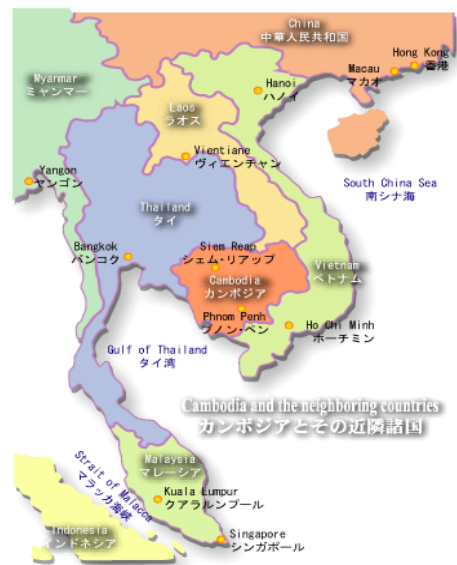 China
中華人民共和国
Hong Kong
香港
Macau
マカオ
Myanmar
ミャンマー
Hanoi
ハノイ
Laos
ラオス
Vientiane
ヴィエンチャン
Yangon
ヤンゴン
South China Sea
南シナ海
Thailand
タイ
Bangkok
バンコク
Siem Reap
シェム・リアップ
Vietnam
ベトナム
Cambodia
カンボジア
Phnom Penh
プノン・ペン
Ho Chi Minh
ホーチミン
Gulf of Thailand
タイ湾
Cambodia and the neighboring countries
カンボジアとその近隣諸国
Malaysia
マレーシア
Strait of Malacca
マラッカ海峡
Kuala Lumpur
クアラルンプール
Indonesia
インドネシア
Singapore
シンガポール